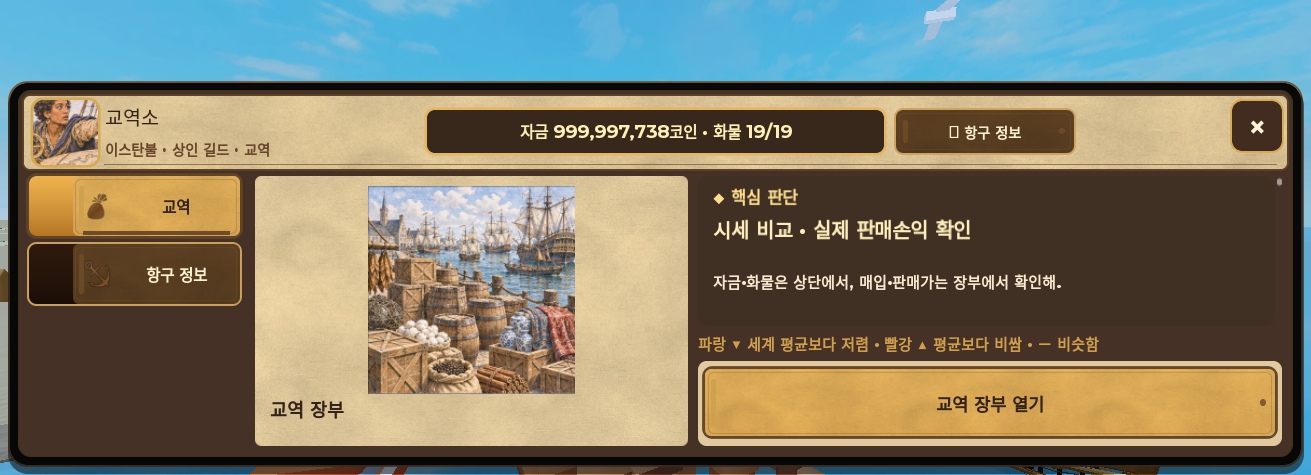 교역소
이스탄불 • 상인 길드 • 교역
자금 999,997,738코인 • 화물 19/19
항구 정보
×
교역
항구 정보
교역 장부
◆ 핵심 판단
시세 비교 • 실제 판매손익 확인
자금•화물은 상단에서, 매입•판매가는 장부에서 확인해.
파랑 ▼ 세계 평균보다 저렴 • 빨강 ▲ 평균보다 비쌈 • — 비슷함
교역 장부 열기